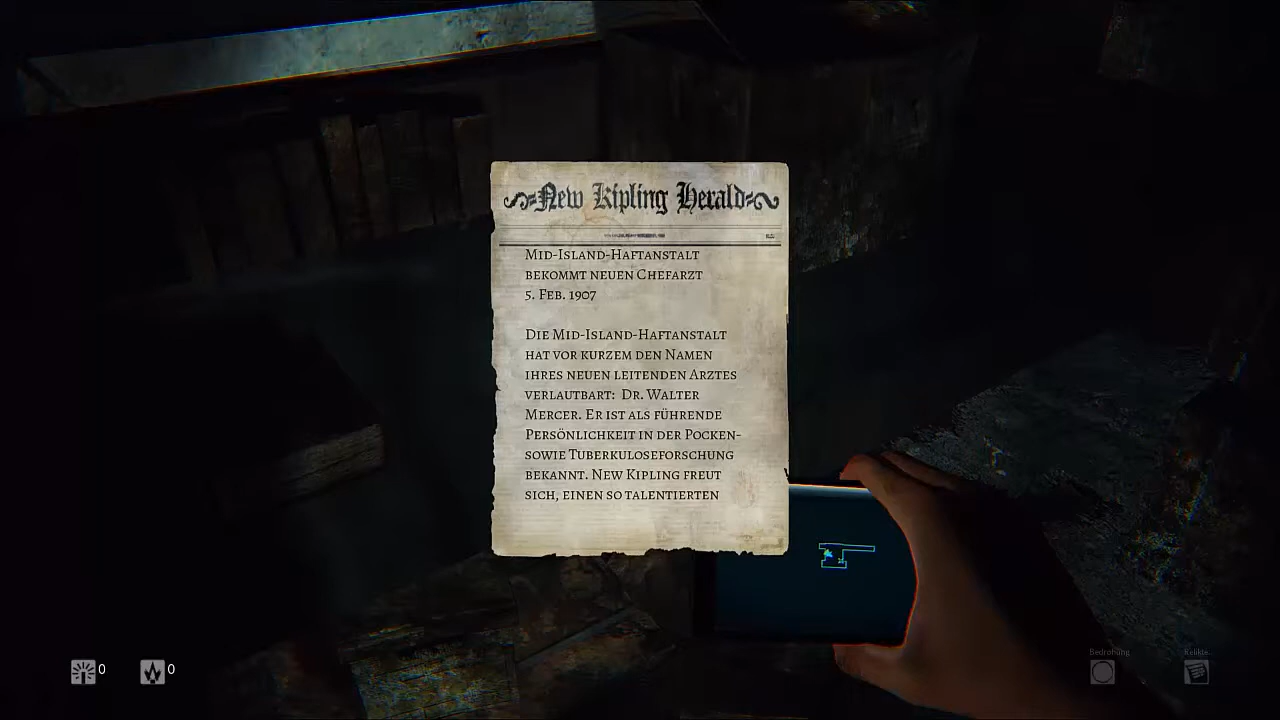 New Kipling Herald
Mid-Island-Haftanstalt
bekommt neuen Chefarzt
5. Feb. 1907
Die Mid-Island-Haftanstalt
hat vor kurzem den Namen
ihres neuen leitenden Arztes
verlautbart: Dr. Walter
Mercer. Er ist als führende
Persönlichkeit in der Pocken-
sowie Tuberkuloseforschung
bekannt. New Kipling freut
sich, einen so talentierten
0
0
Bedrohung
Relikte..